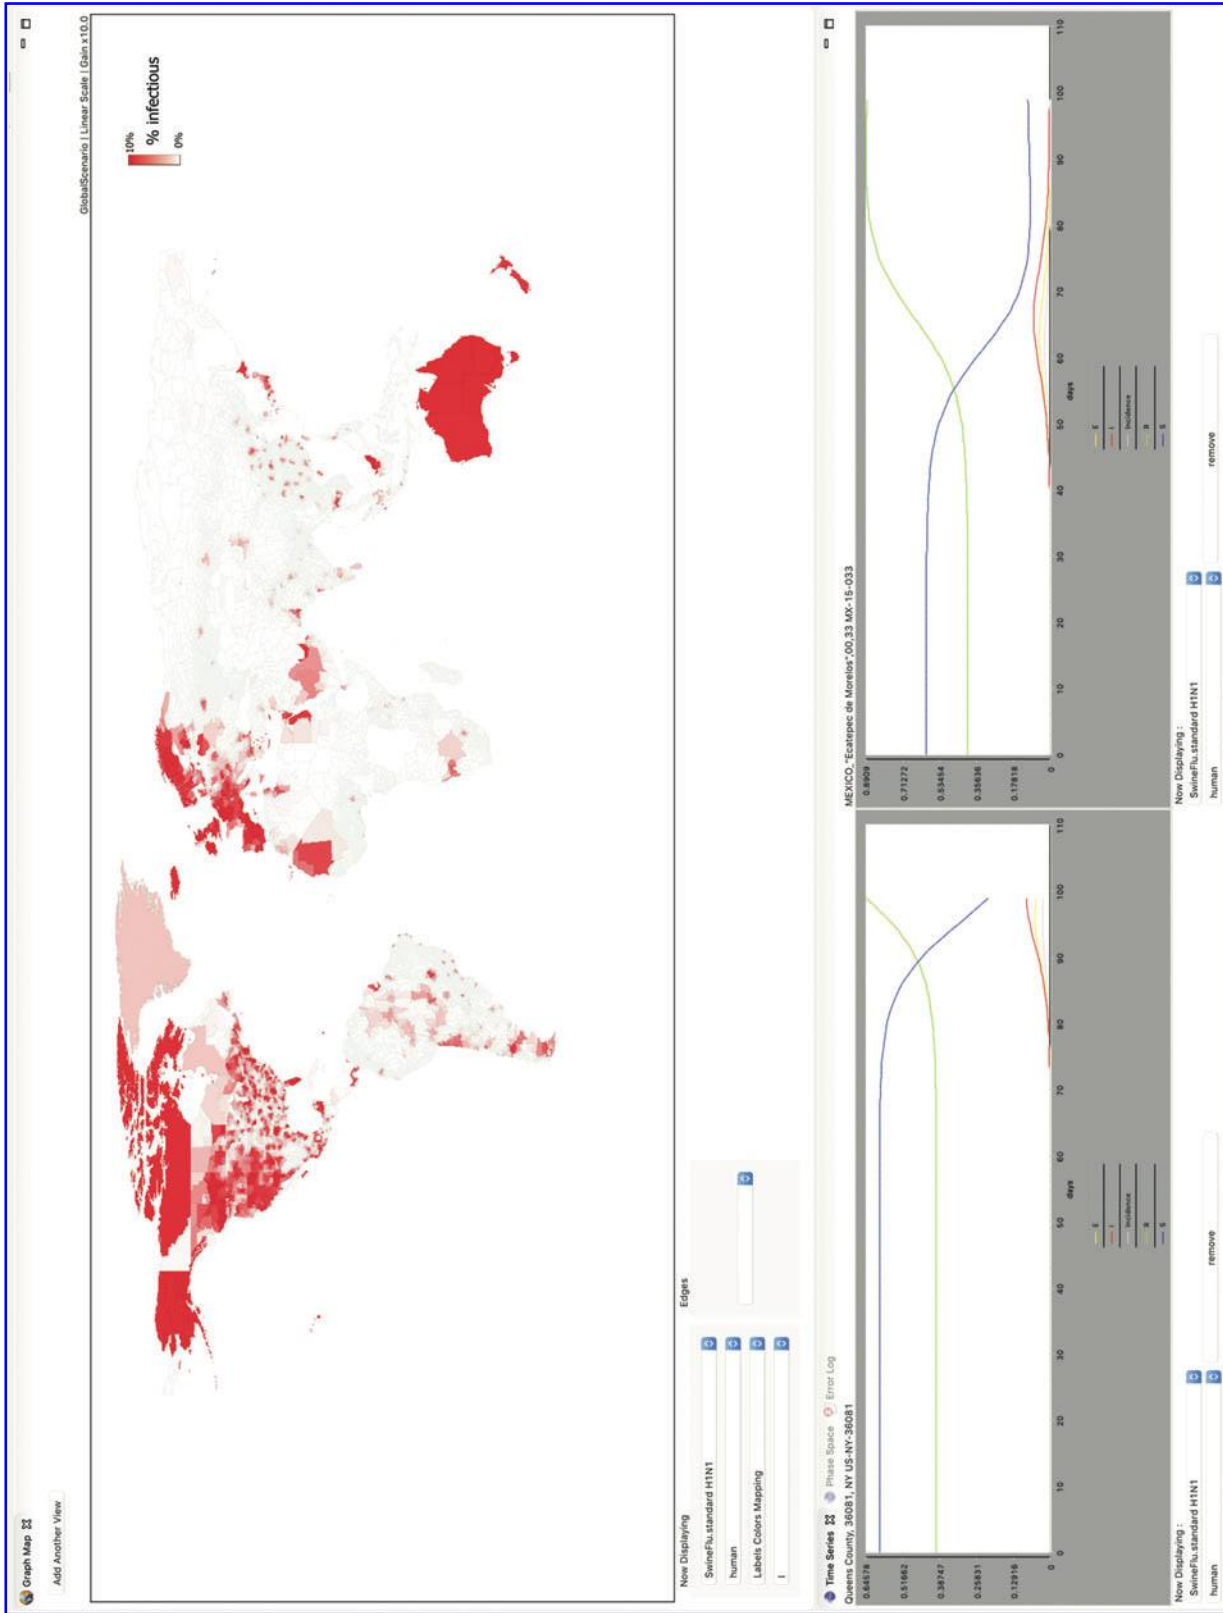 Graph Map
Add Another View
GlobalScenario | Linear Scale | Gain x10.0
10%
% infectious
0%
Now Displaying
Edges
SwineFlu.standard H1N1
human
Labels Colors Mapping
I
Time Series
Phase Space
Error Log
Queens County, 36081, NY US-NY-36081
0.64578
0.51662
0.38747
0.25831
0.12916
0
0 10 20 30 40 50 60 70 80 90 100 110
days
E
I
Incidence
R
S
Now Displaying :
SwineFlu.standard H1N1
human
remove
MEXICO, "Ecatepec de Morelos",00,33 MX-15-033
0.8909
0.71272
0.53454
0.35636
0.17818
0
0 10 20 30 40 50 60 70 80 90 100 110
days
E
I
Incidence
R
S
Now Displaying :
SwineFlu.standard H1N1
human
remove